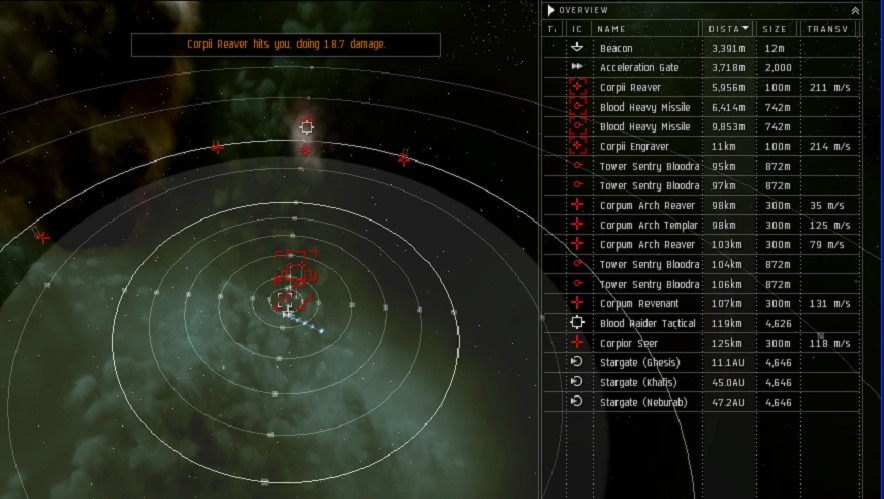 Corpii Reaver hits you, doing 18.7 damage.
OVERVIEW
IC NAME DISTA SIZE TRANSV
Beacon 3,391m 12m
Acceleration Gate 3,718m 2,000
Corpii Reaver 5,956m 100m 211 m/s
Blood Heavy Missile 6,414m 742m
Blood Heavy Missile 9,853m 742m
Corpii Engraver 11km 100m 214 m/s
Tower Sentry Bloodra 95km 872m
Tower Sentry Bloodra 97km 872m
Corpum Arch Reaver 98km 300m 35 m/s
Corpum Arch Templar 98km 300m 125 m/s
Corpum Arch Reaver 103km 300m 79 m/s
Tower Sentry Bloodra 104km 872m
Tower Sentry Bloodra 106km 872m
Corpum Revenant 107km 300m 131 m/s
Blood Raider Tactical 119km 4,626
Corpior Seer 125km 300m 118 m/s
Stargate (Ghesis) 11.1AU 4,646
Stargate (Khafis) 45.0AU 4,646
Stargate (Neburab) 47.2AU 4,646